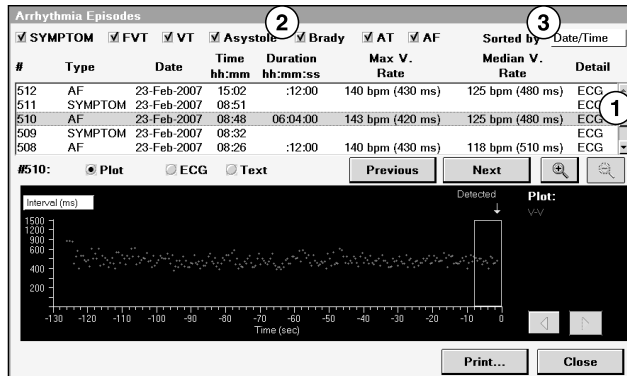 Arrhythmia Episodes
2
3
SYMPTOM FVT VT Asystole Brady AT AF Sorted by Date/Time
# Type Date Time hh:mm Duration hh:mm:ss Max V. Rate Median V. Rate Detail
512 AF 23-Feb-2007 15:02 :12:00 140 bpm (430 ms) 125 bpm (480 ms) ECG
511 SYMPTOM 23-Feb-2007 08:51 ECG
1
510 AF 23-Feb-2007 08:48 06:04:00 143 bpm (420 ms) 125 bpm (480 ms) ECG
509 SYMPTOM 23-Feb-2007 08:32 ECG
508 AF 23-Feb-2007 08:26 :12:00 140 bpm (430 ms) 118 bpm (510 ms) ECG
#510: Plot ECG Text Previous Next
Interval (ms) Detected Plot:
V-V
1500
1200
900
600
400
200
-130 -120 -110 -100 -90 -80 -70 -60 -50 -40 -30 -20 -10 0
Time (sec)
Print... Close